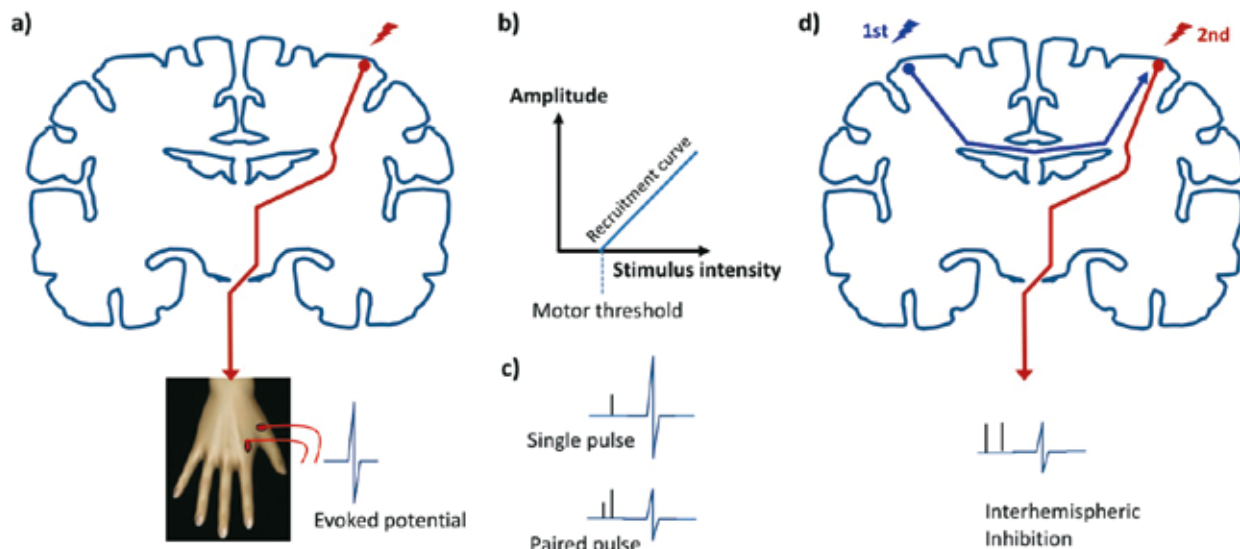 a)
Evoked potential
b)
Amplitude
Recruitment curve
Stimulus intensity
Motor threshold
c)
Single pulse
Paired pulse
d)
1st
2nd
Interhemispheric
Inhibition